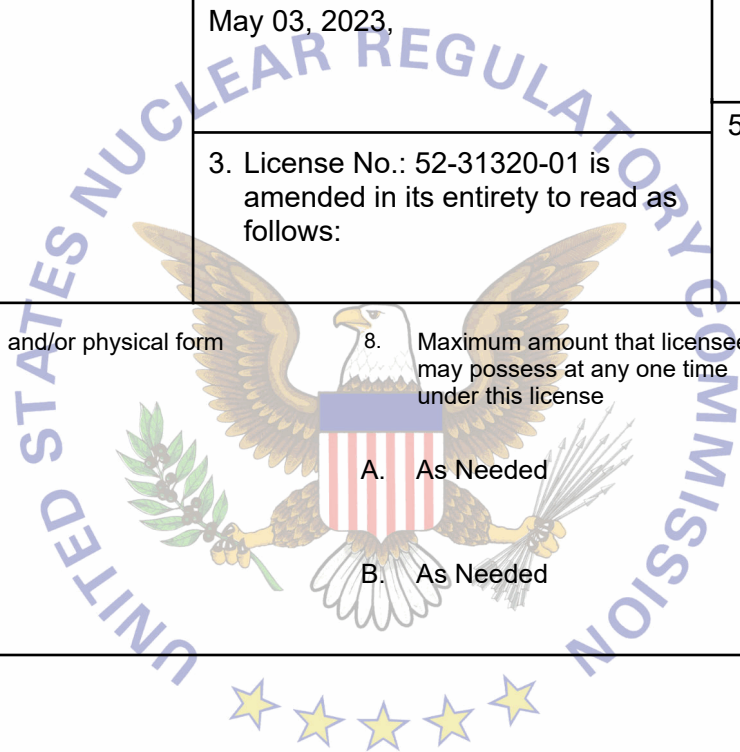 May 03, 2023,
5
3. License No.: 52-31320-01 is
amended in its entirety to read as
follows:
and/or physical form
8. Maximum amount that licensee
may possess at any one time
under this license
A. As Needed
B. As Needed
UNITED STATES NUCLEAR REGULATORY COMMISSION